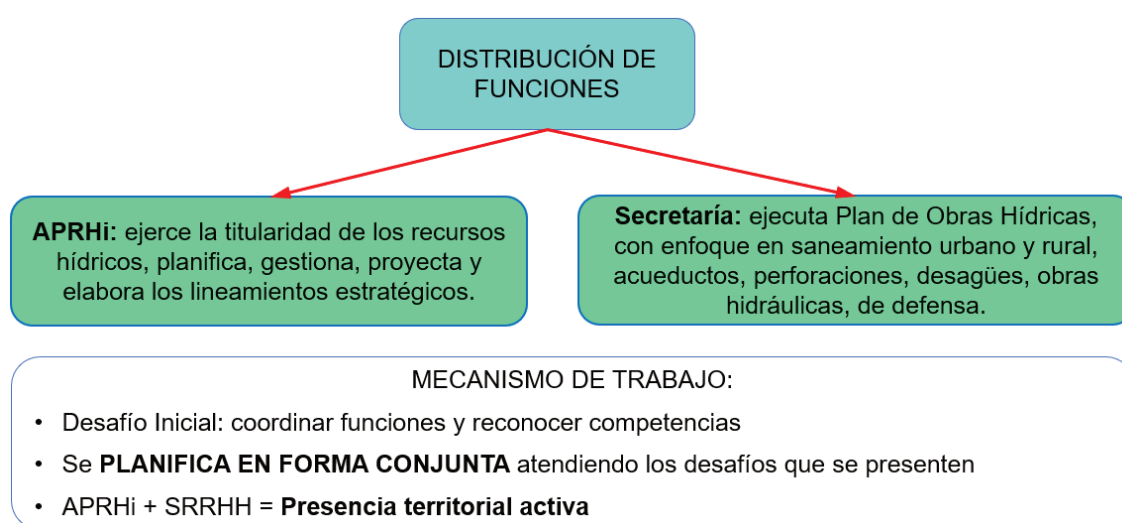 DISTRIBUCIÓN DE
FUNCIONES
APRHi: ejerce la titularidad de los recursos
hídricos, planifica, gestiona, proyecta y
elabora los lineamientos estratégicos.
Secretaría: ejecuta Plan de Obras Hídricas,
con enfoque en saneamiento urbano y rural,
acueductos, perforaciones, desagües, obras
hidráulicas, de defensa.
MECANISMO DE TRABAJO:
• Desafío Inicial: coordinar funciones y reconocer competencias
• Se PLANIFICA EN FORMA CONJUNTA atendiendo los desafíos que se presenten
• APRHi + SRRHH = Presencia territorial activa